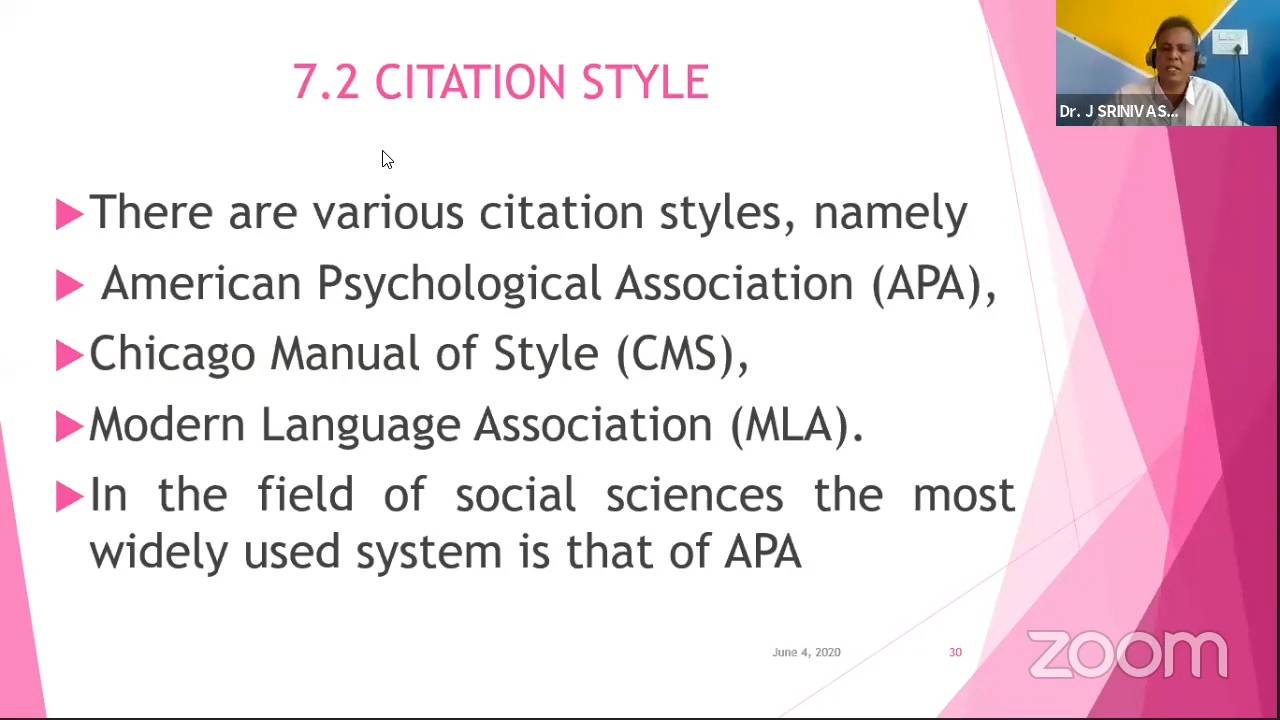 7.2 CITATION STYLE
Dr. J SRINIVAS...
There are various citation styles, namely
American Psychological Association (APA),
Chicago Manual of Style (CMS),
Modern Language Association (MLA).
In the field of social sciences the most
widely used system is that of APA
June 4, 2020
30
zoom